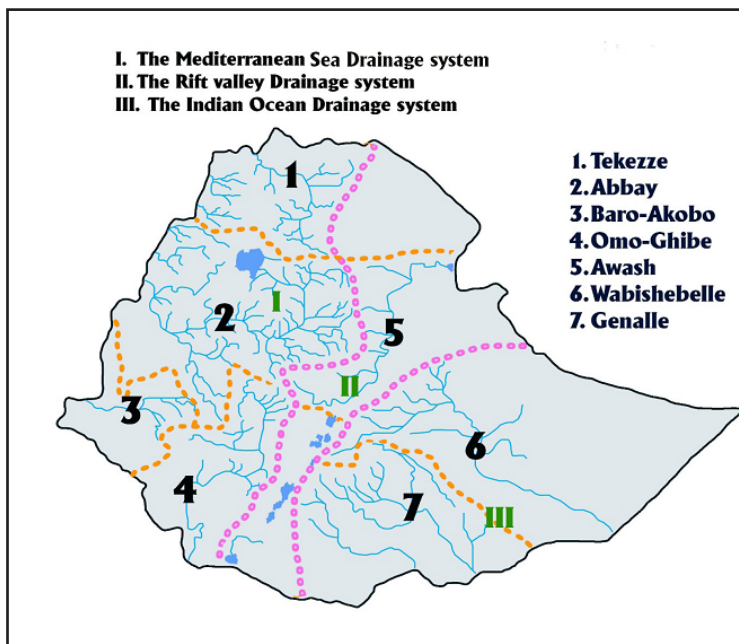 I. The Mediterranean Sea Drainage system
II. The Rift valley Drainage system
III. The Indian Ocean Drainage system
1. Tekezze
2. Abbay
3. Baro-Akobo
4. Omo-Ghibe
5. Awash
6. Wabishebelle
7. Genalle
1
I
2
5
II
3
6
4
7
III